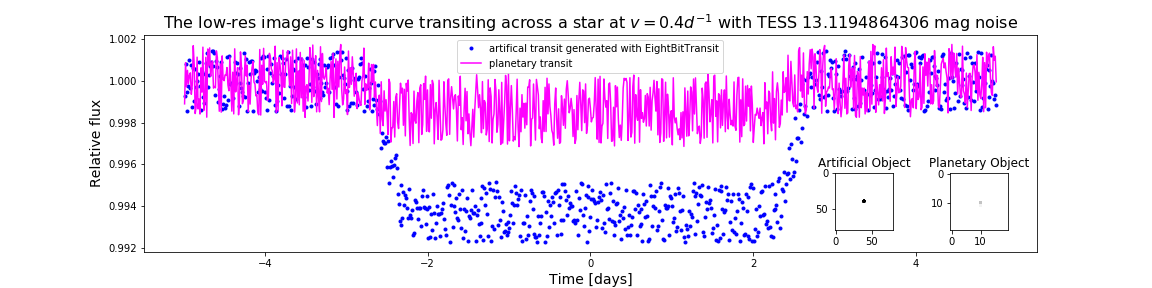 The low-res image's light curve transiting across a star at v = 0.4d⁻¹ with TESS 13.1194864306 mag noise
artifical transit generated with EightBitTransit
planetary transit
Relative flux
1.002
1.000
0.998
0.996
0.994
0.992
Artificial Object
0
50
0 50
Planetary Object
0
10
0 10
−4 −2 0 2 4
Time [days]